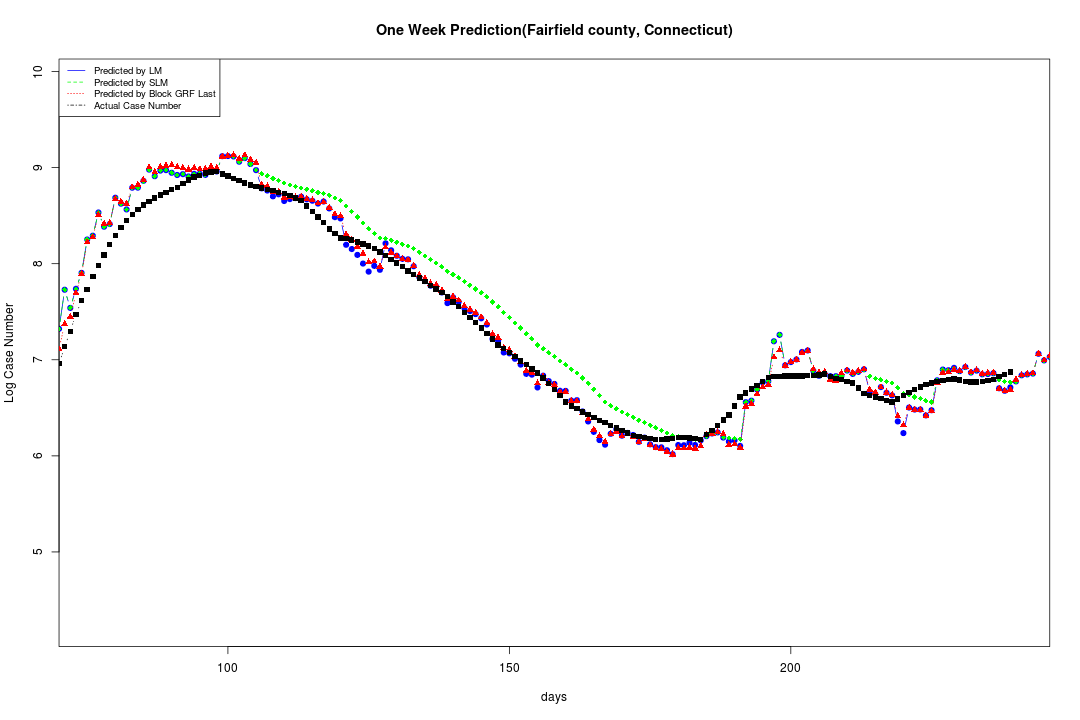 One Week Prediction(Fairfield county, Connecticut)
Predicted by LM
Predicted by SLM
Predicted by Block GRF Last
Actual Case Number
10
9
8
7
6
5
Log Case Number
100
150
200
days